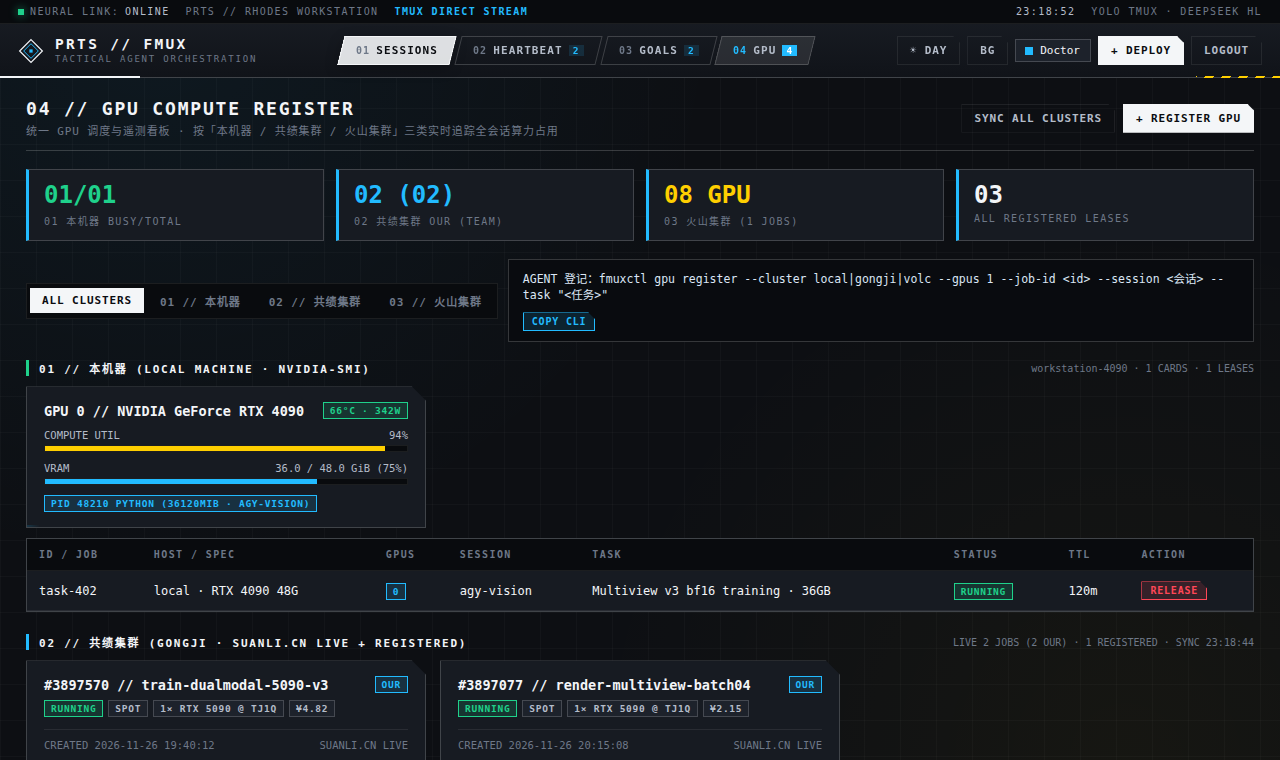 NEURAL LINK: ONLINE PRTS // RHODES WORKSTATION TMUX DIRECT STREAM 23:18:52 YOLO TMUX · DEEPSEEK HL
PRTS // FMUX
TACTICAL AGENT ORCHESTRATION
01 SESSIONS 02 HEARTBEAT 2 03 GOALS 2 04 GPU 4 ☀ DAY BG Doctor + DEPLOY LOGOUT
04 // GPU COMPUTE REGISTER
统一 GPU 调度与遥测看板 · 按「本机器 / 共绩集群 / 火山集群」三类实时追踪全会话算力占用
SYNC ALL CLUSTERS + REGISTER GPU
01/01
01 本机器 BUSY/TOTAL
02 (02)
02 共绩集群 OUR (TEAM)
08 GPU
03 火山集群 (1 JOBS)
03
ALL REGISTERED LEASES
ALL CLUSTERS 01 // 本机器 02 // 共绩集群 03 // 火山集群
AGENT 登记: fmuxctl gpu register --cluster local|gongji|volc --gpus 1 --job-id <id> --session <会话> --
task "<任务>"
COPY CLI
01 // 本机器 (LOCAL MACHINE · NVIDIA-SMI) workstation-4090 · 1 CARDS · 1 LEASES
GPU 0 // NVIDIA GeForce RTX 4090 66°C · 342W
COMPUTE UTIL 94%
VRAM 36.0 / 48.0 GiB (75%)
PID 48210 PYTHON (36120MIB · AGY-VISION)
ID / JOB HOST / SPEC GPUS SESSION TASK STATUS TTL ACTION
task-402 local · RTX 4090 48G 0 agy-vision Multiview v3 bf16 training · 36GB RUNNING 120m RELEASE
02 // 共绩集群 (GONGJI · SUANLI.CN LIVE + REGISTERED) LIVE 2 JOBS (2 OUR) · 1 REGISTERED · SYNC 23:18:44
#3897570 // train-dualmodal-5090-v3 OUR
RUNNING SPOT 1× RTX 5090 @ TJ1Q ¥4.82
CREATED 2026-11-26 19:40:12 SUANLI.CN LIVE
#3897077 // render-multiview-batch04 OUR
RUNNING SPOT 1× RTX 5090 @ TJ1Q ¥2.15
CREATED 2026-11-26 20:15:08 SUANLI.CN LIVE